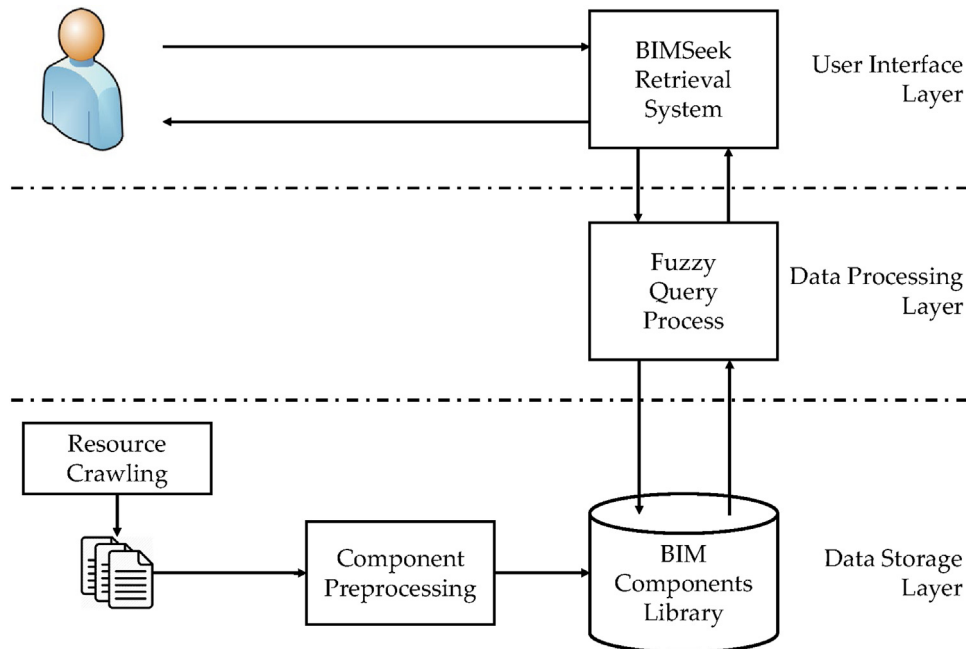 BIMSeek
Retrieval
System
User Interface
Layer
Fuzzy
Query
Process
Data Processing
Layer
Resource
Crawling
Component
Preprocessing
BIM
Components
Library
Data Storage
Layer